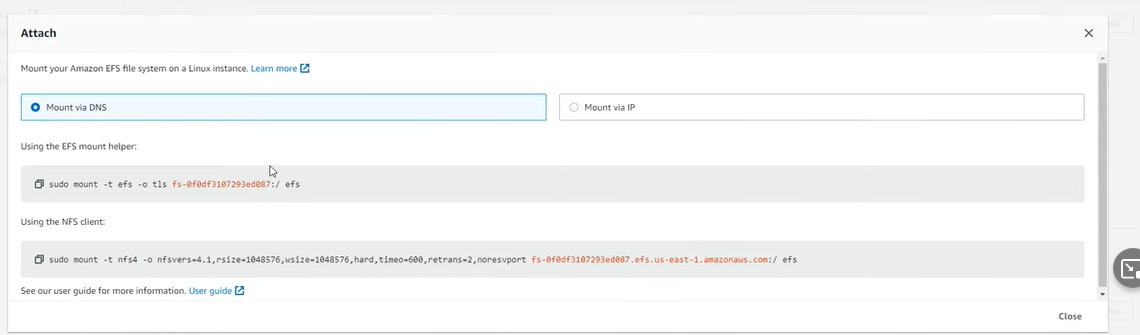 Attach
Mount your Amazon EFS file system on a Linux instance. Learn more
Mount via DNS
Mount via IP
Using the EFS mount helper:
sudo mount -t efs -o tls fs-0f0df3107293ed087:/ efs
Using the NFS client:
sudo mount -t nfs4 -o nfsvers=4.1,rsize=1048576,wsize=1048576,hard,timeo=600,retrans=2,noresvport fs-0f0df3107293ed087.efs.us-east-1.amazonaws.com:/ efs
See our user guide for more information. User guide
Close